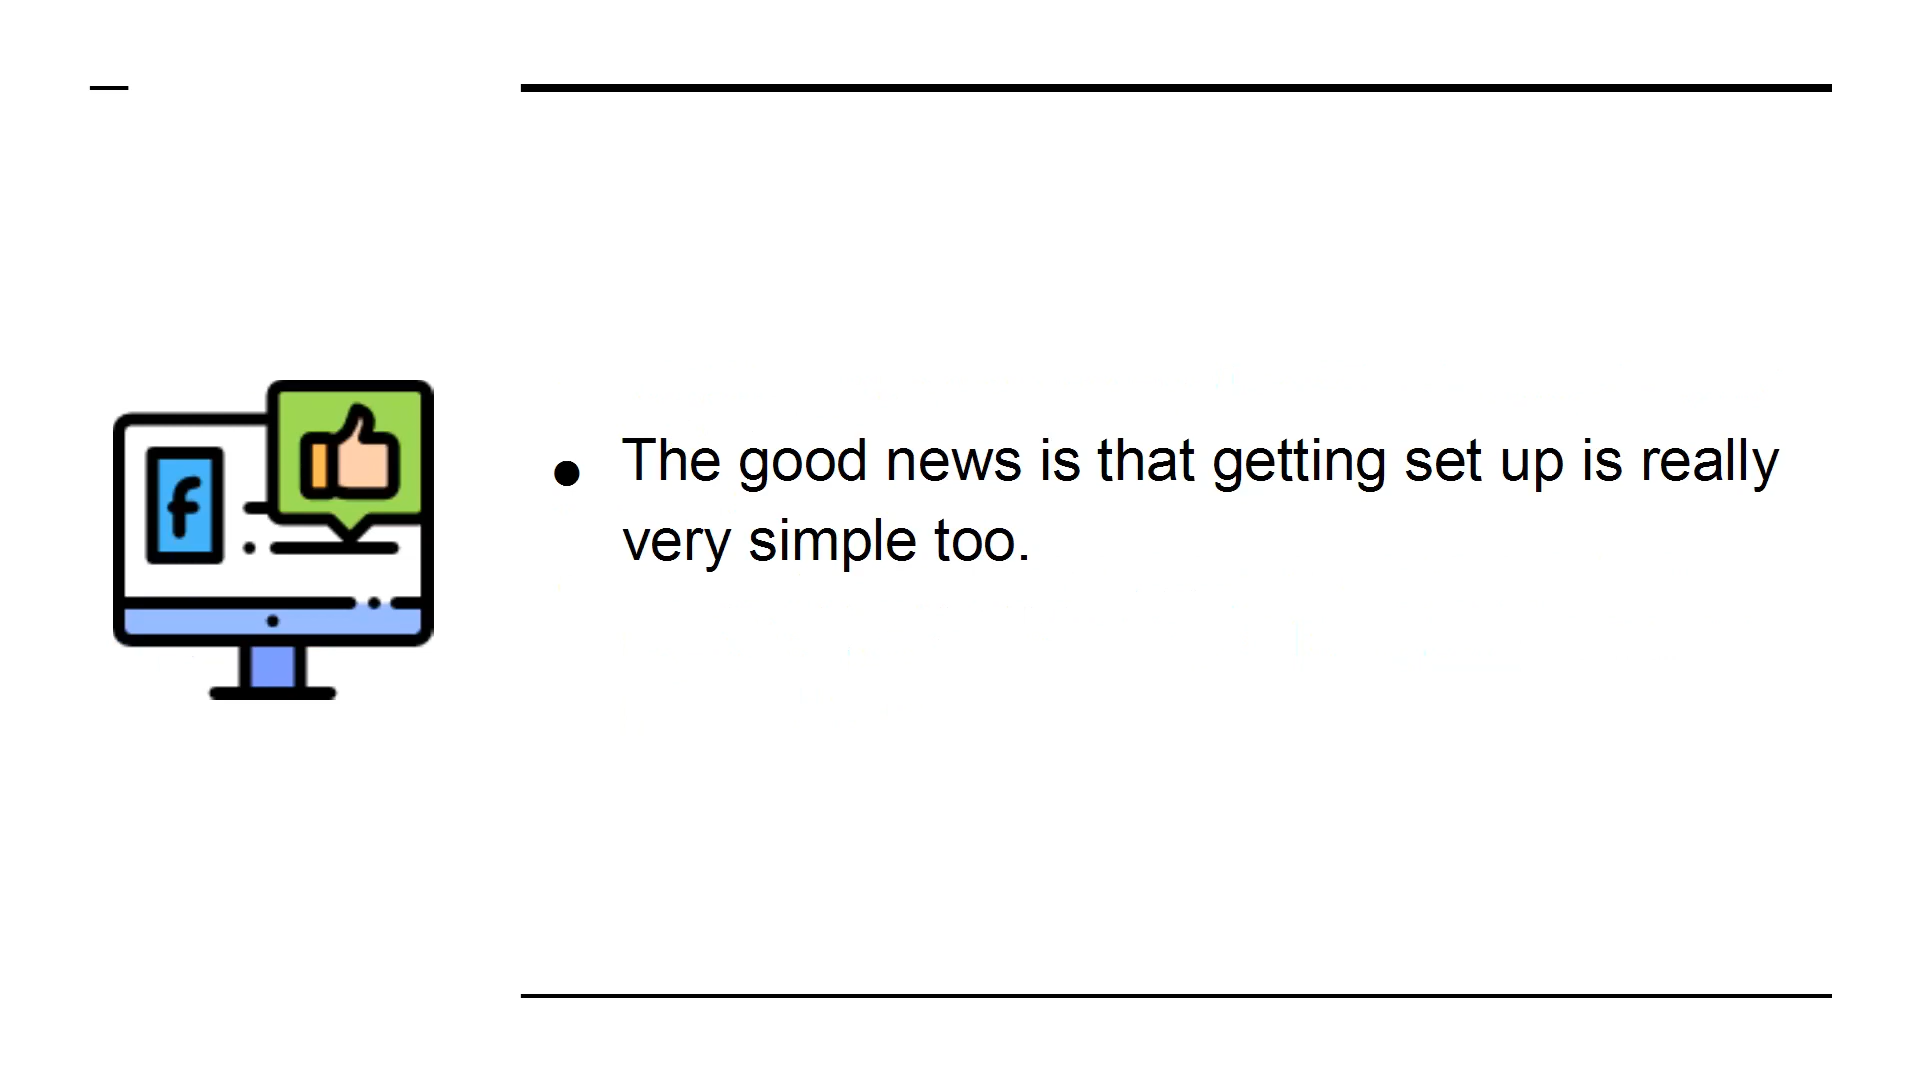 f
● The good news is that getting set up is really
very simple too.